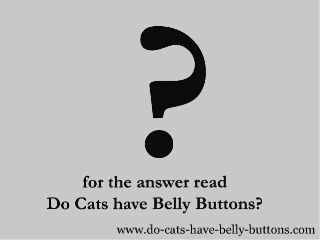 ?
for the answer read
Do Cats have Belly Buttons?
www.do-cats-have-belly-buttons.com